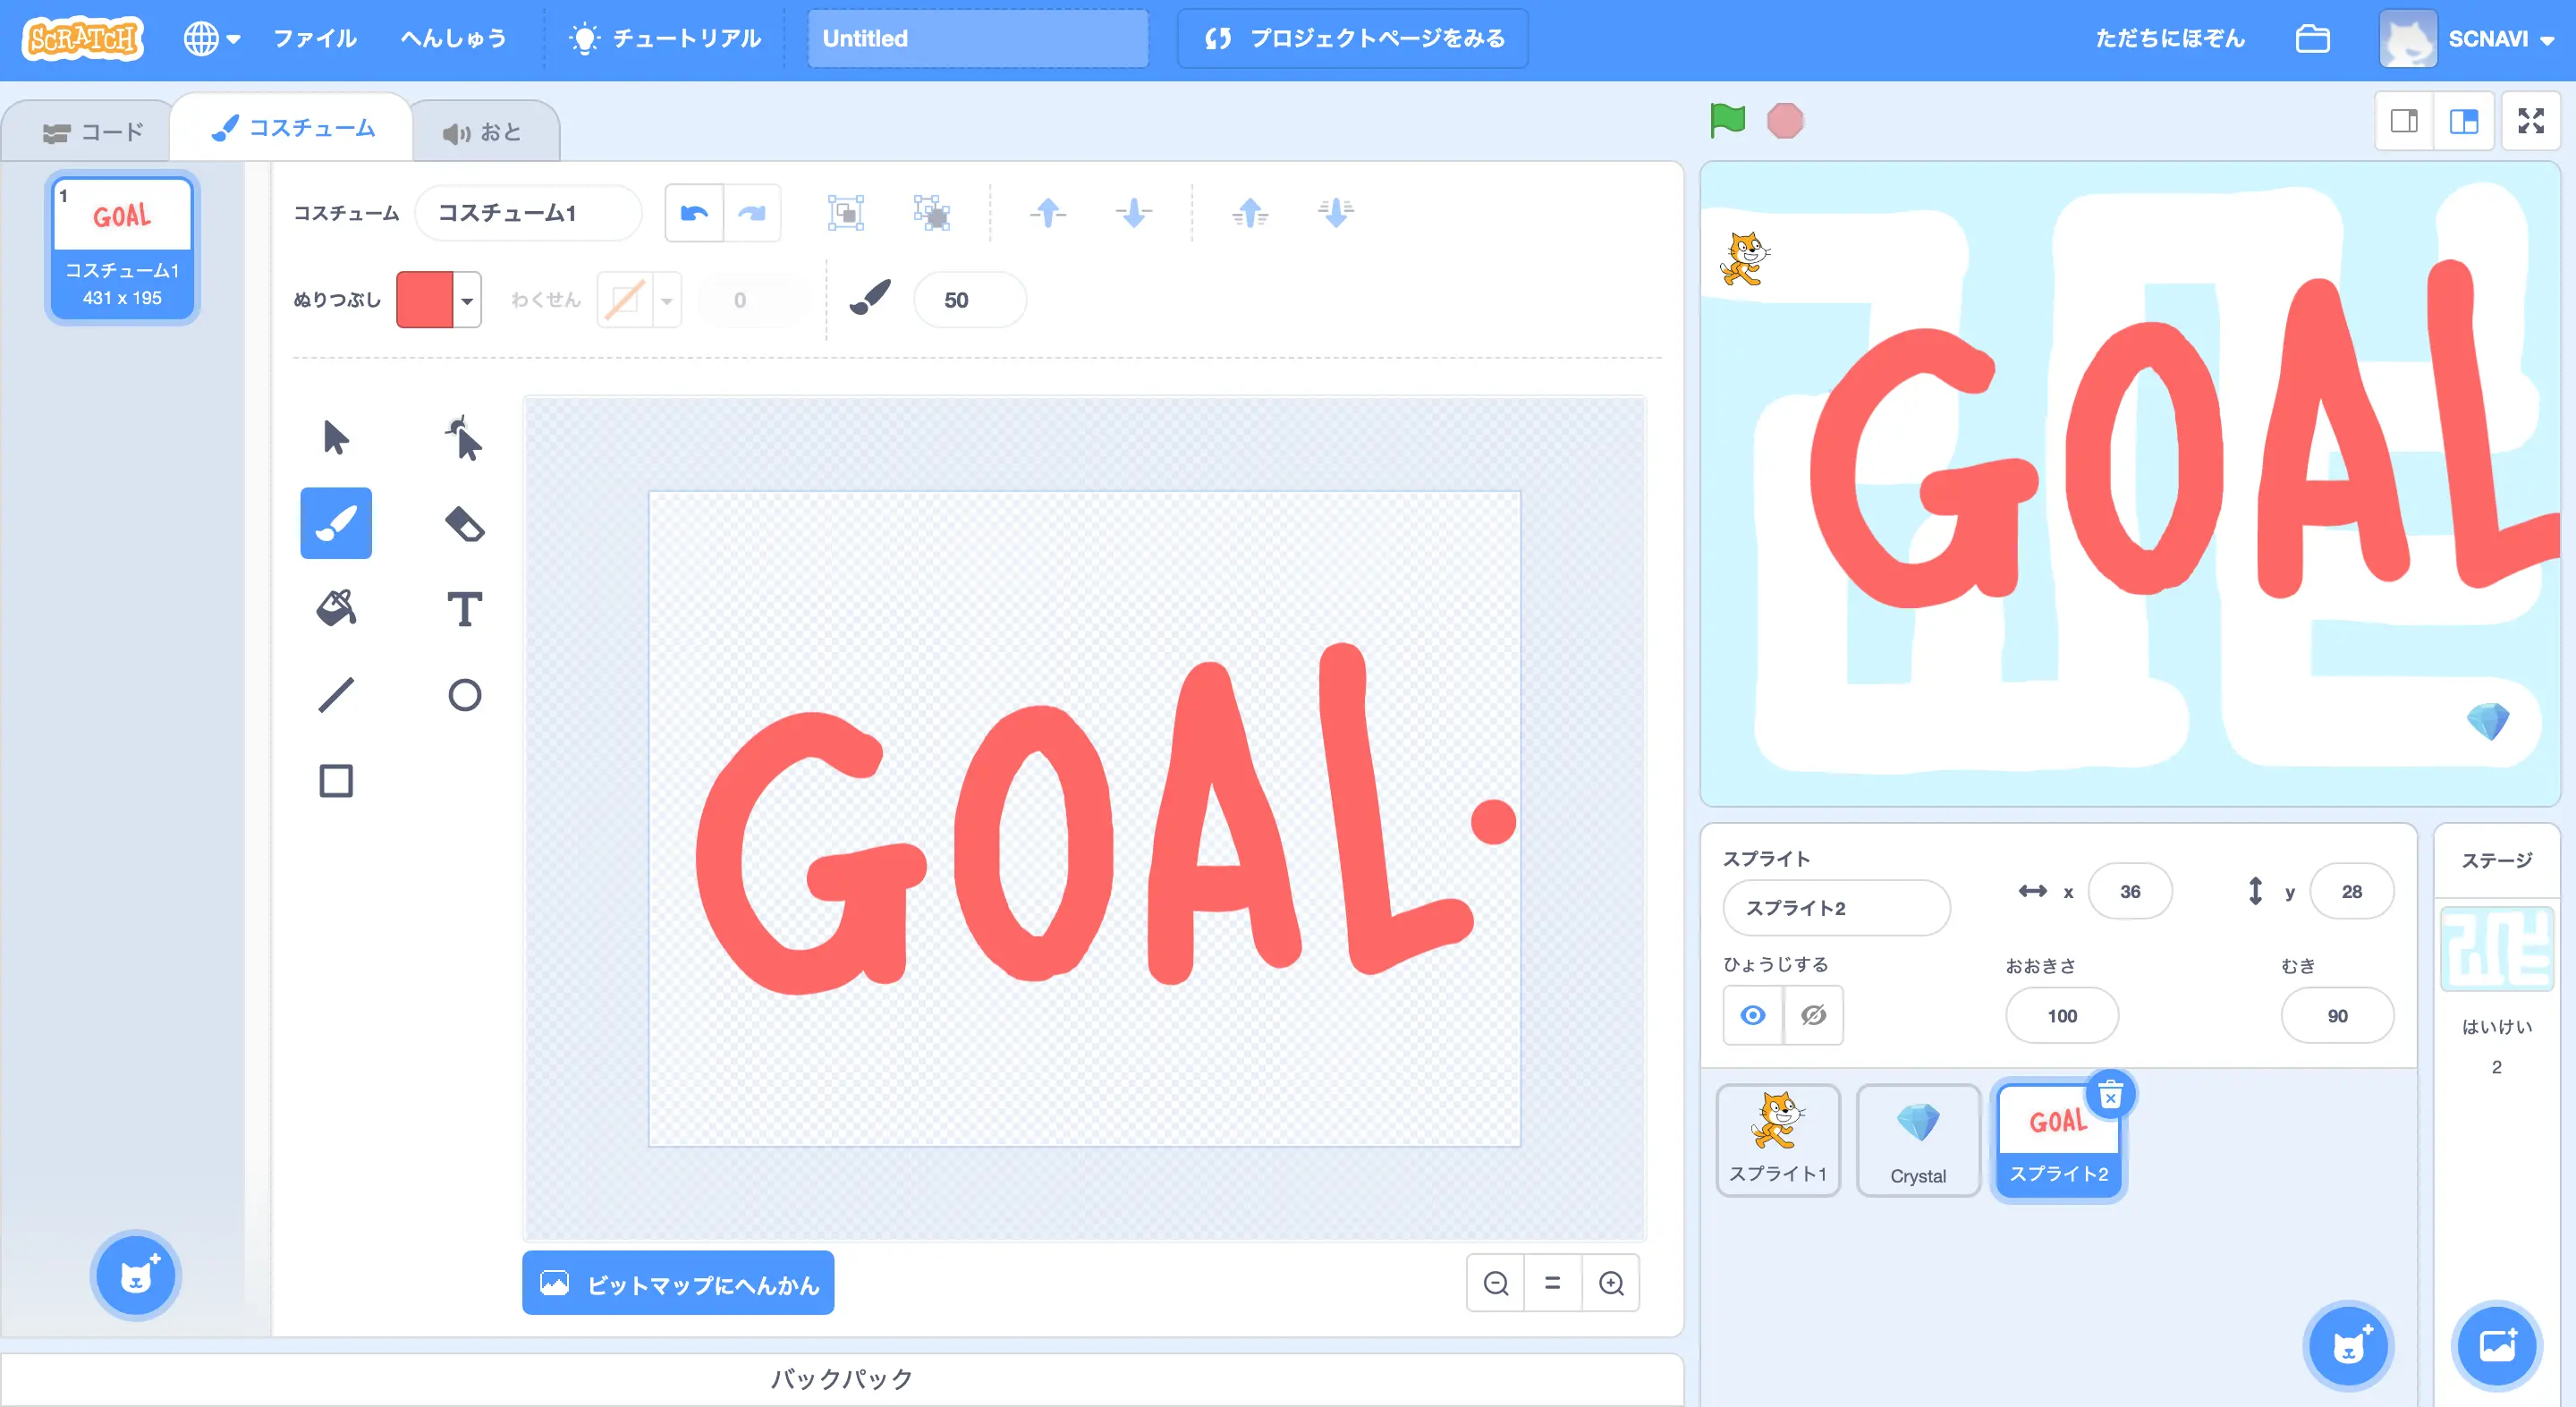 SCRATCH
ファイル
へんしゅう
チュートリアル
Untitled
プロジェクトページをみる
ただちにほぞん
SCNAVI
コード
コスチューム
おと
1
GOAL
コスチューム1
431 x 195
コスチューム
コスチューム1
ぬりつぶし
わくせん
0
50
T
GOAL
ビットマップにへんかん
=
バックパック
GOAL
スプライト
スプライト2
x
36
y
28
ひょうじする
おおきさ
100
むき
90
スプライト1
Crystal
GOAL
スプライト2
ステージ
はいけい
2